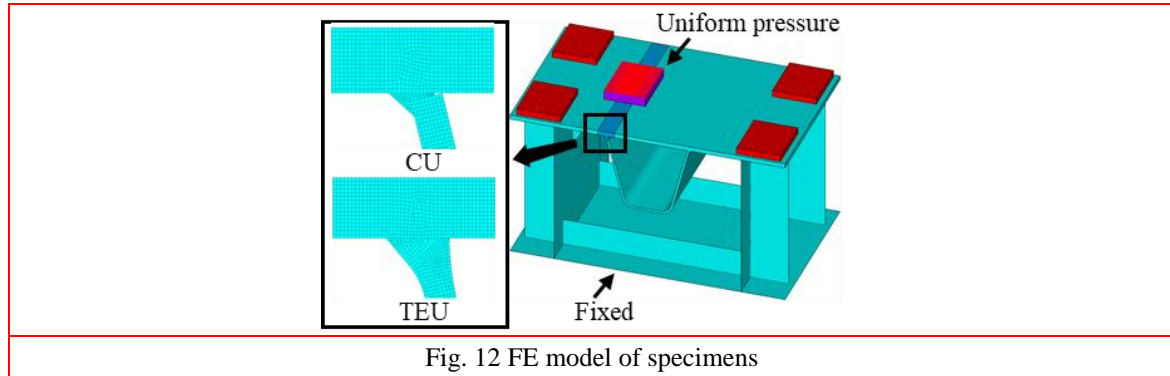 Uniform pressure
CU
TEU
Fixed
Fig. 12 FE model of specimens